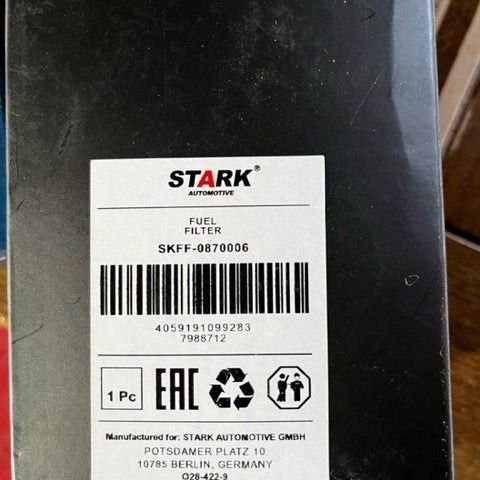 STARK®
AUTOMOTIVE
FUEL
FILTER
SKFF-0870006
4059191099283
7988712
1 Pc
EAC
Manufactured for: STARK AUTOMOTIVE GMBH
POTSDAMER PLATZ 10
10785 BERLIN, GERMANY
Q28-422-9